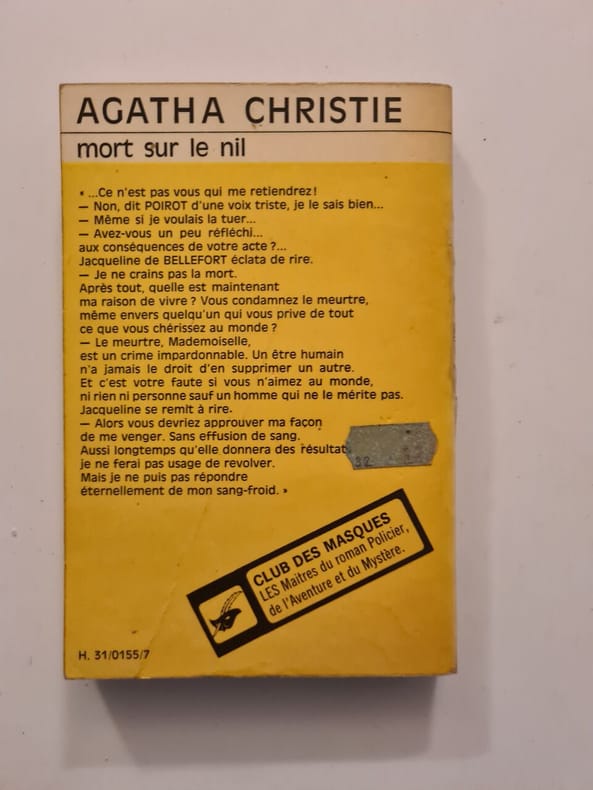 AGATHA CHRISTIE
mort sur le nil
« ...Ce n'est pas vous qui me retiendrez !
— Non, dit POIROT d'une voix triste, je le sais bien...
— Même si je voulais la tuer...
— Avez-vous un peu réfléchi...
aux conséquences de votre acte ?...
Jacqueline de BELLEFORT éclata de rire.
— Je ne crains pas la mort.
Après tout, quelle est maintenant
ma raison de vivre ? Vous condamnez le meurtre,
même envers quelqu'un qui vous prive de tout
ce que vous chérissez au monde ?
— Le meurtre, Mademoiselle,
est un crime impardonnable. Un être humain
n'a jamais le droit d'en supprimer un autre.
Et c'est votre faute si vous n'aimez au monde,
ni rien ni personne sauf un homme qui ne le mérite pas.
Jacqueline se remit à rire.
— Alors vous devriez approuver ma façon
de me venger. Sans effusion de sang.
Aussi longtemps qu'elle donnera des résultat
je ne ferai pas usage de revolver.
Mais je ne puis pas répondre
éternellement de mon sang-froid. »
32
CLUB DES MASQUES
LES Maîtres du roman Policier,
de l'Aventure et du Mystère.
H. 31/0155/7